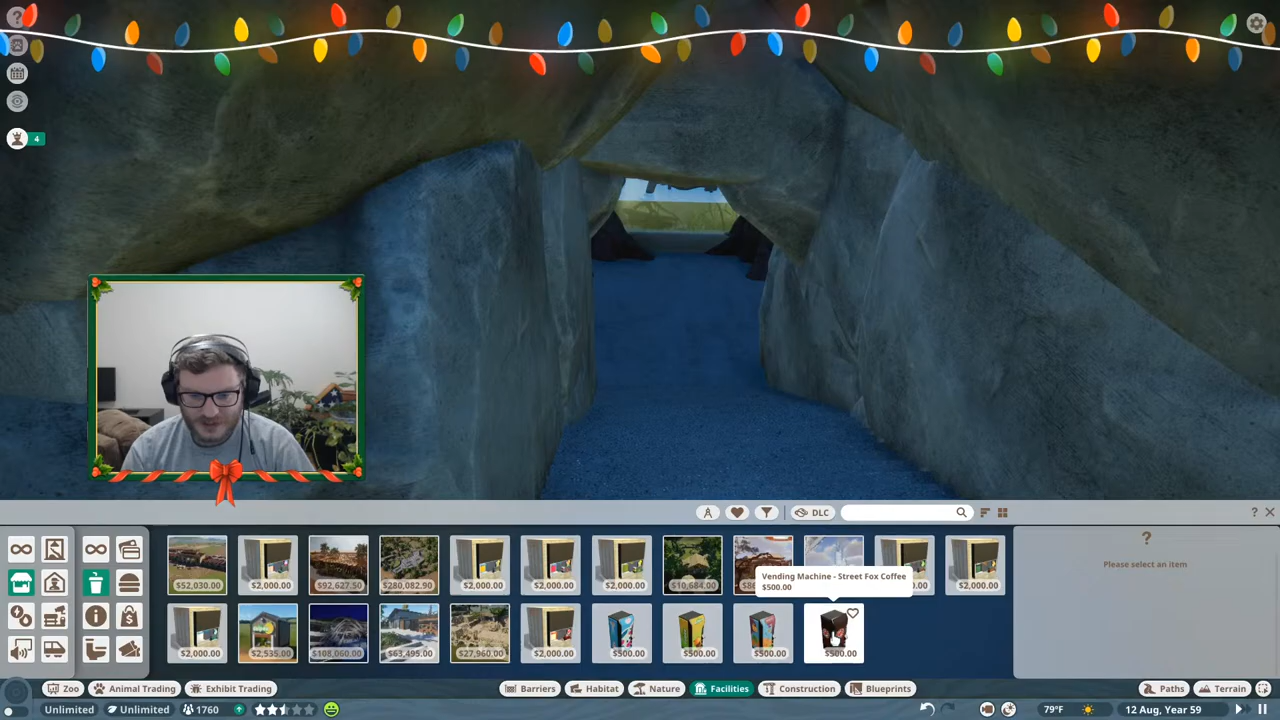 4
DLC
?
Please select an item
Vending Machine - Street Fox Coffee
$500.00
$52,030.00
$2,000.00
$92,627.50
$280,082.90
$2,000.00
$2,000.00
$2,000.00
$10,684.00
$2,000.00
$2,000.00
$2,535.00
$108,060.00
$63,495.00
$27,960.00
$2,000.00
$500.00
$500.00
$500.00
$500.00
Zoo
Animal Trading
Exhibit Trading
Barriers
Habitat
Nature
Facilities
Construction
Blueprints
Paths
Terrain
Unlimited
Unlimited
1760
79°F
12 Aug, Year 59